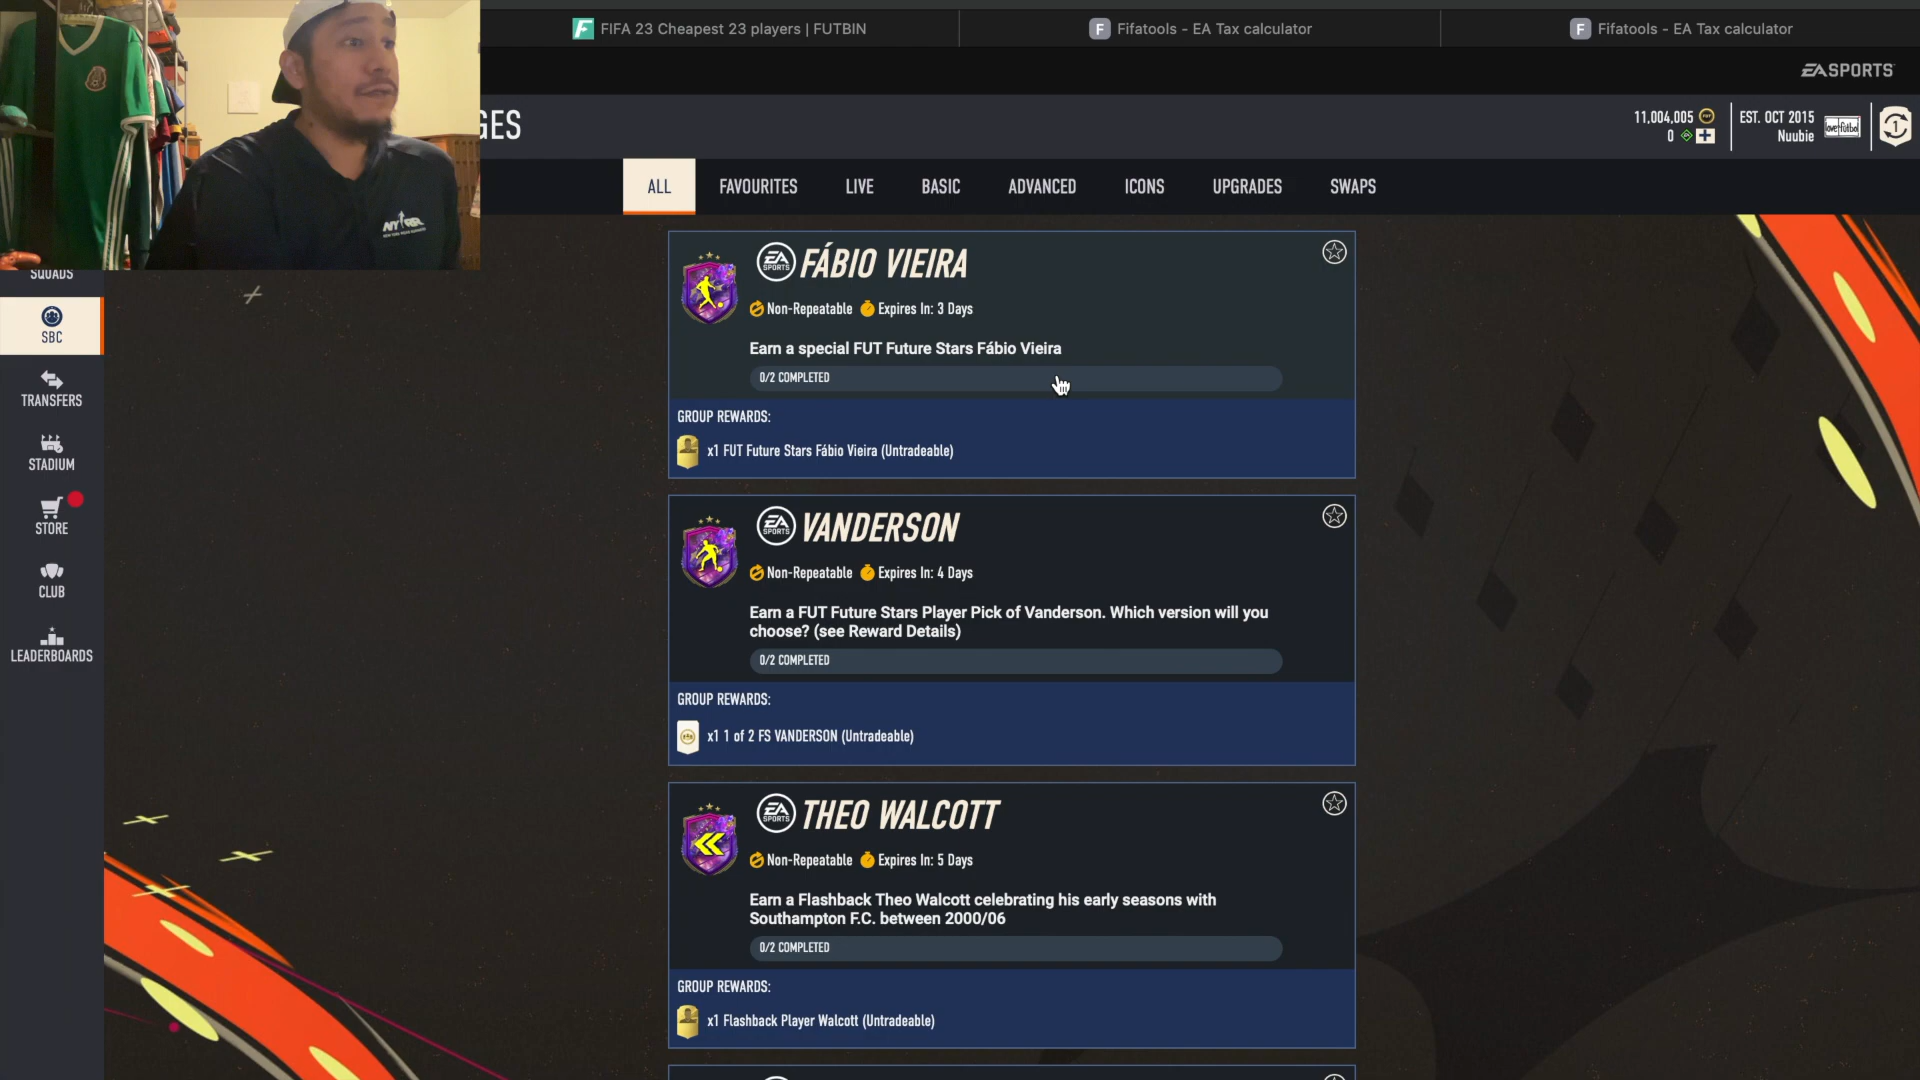 FIFA 23 Cheapest 23 players | FUTBIN
F Fifatools - EA Tax calculator
F Fifatools - EA Tax calculator
EA SPORTS
GES
11,004,005
0
EST. OCT 2015
Nuubie
1
ALL
FAVOURITES
LIVE
BASIC
ADVANCED
ICONS
UPGRADES
SWAPS
SQUADS
SBC
TRANSFERS
STADIUM
STORE
CLUB
LEADERBOARDS
EA SPORTS FÁBIO VIEIRA
Non-Repeatable Expires In: 3 Days
Earn a special FUT Future Stars Fábio Vieira
0/2 COMPLETED
GROUP REWARDS:
x1 FUT Future Stars Fábio Vieira (Untradeable)
EA SPORTS VANDERSON
Non-Repeatable Expires In: 4 Days
Earn a FUT Future Stars Player Pick of Vanderson. Which version will you
choose? (see Reward Details)
0/2 COMPLETED
GROUP REWARDS:
x1 1 of 2 FS VANDERSON (Untradeable)
EA SPORTS THEO WALCOTT
Non-Repeatable Expires In: 5 Days
Earn a Flashback Theo Walcott celebrating his early seasons with
Southampton F.C. between 2000/06
0/2 COMPLETED
GROUP REWARDS:
x1 Flashback Player Walcott (Untradeable)